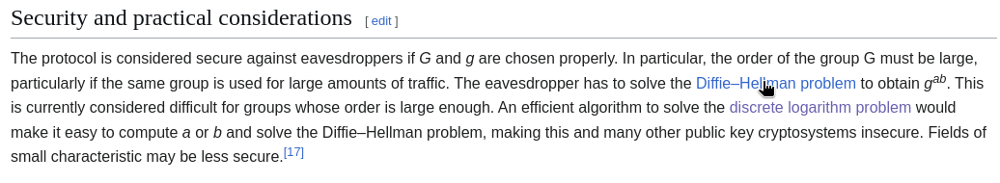 Security and practical considerations [ edit ]
The protocol is considered secure against eavesdroppers if G and g are chosen properly. In particular, the order of the group G must be large,
particularly if the same group is used for large amounts of traffic. The eavesdropper has to solve the Diffie–Hellman problem to obtain gᵃᵇ. This
is currently considered difficult for groups whose order is large enough. An efficient algorithm to solve the discrete logarithm problem would
make it easy to compute a or b and solve the Diffie–Hellman problem, making this and many other public key cryptosystems insecure. Fields of
small characteristic may be less secure.[17]